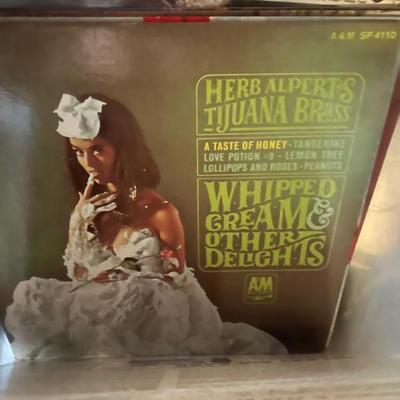 A & M SP 4110
HERB ALPERT'S
TIJUANA BRASS
A TASTE OF HONEY · TANGERINE
LOVE POTION #9 · LEMON TREE
LOLLIPOPS AND ROSES · PEANUTS
WHIPPED
CREAM &
OTHER
DELIGHTS
AM